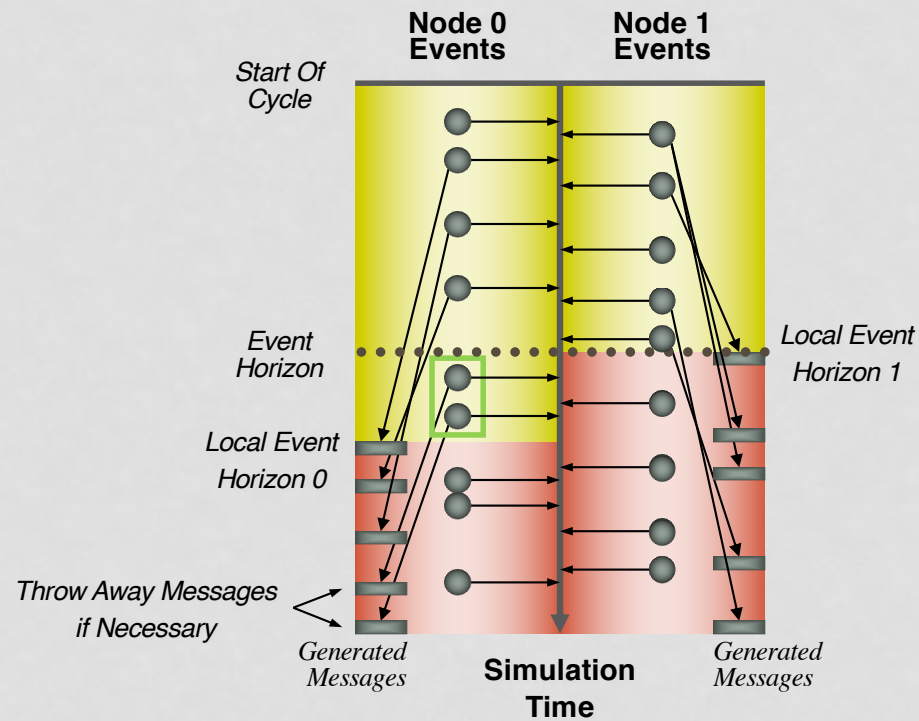 Node 0
Events
Node 1
Events
Start Of
Cycle
Event
Horizon
Local Event
Horizon 1
Local Event
Horizon 0
Throw Away Messages
if Necessary
Generated
Messages
Simulation
Time
Generated
Messages